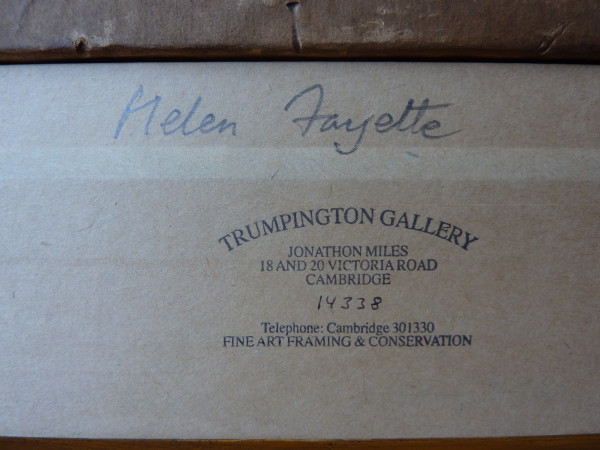 Helen Fayette
TRUMPINGTON GALLERY
JONATHON MILES
18 AND 20 VICTORIA ROAD
CAMBRIDGE
14338
Telephone: Cambridge 301330
FINE ART FRAMING & CONSERVATION